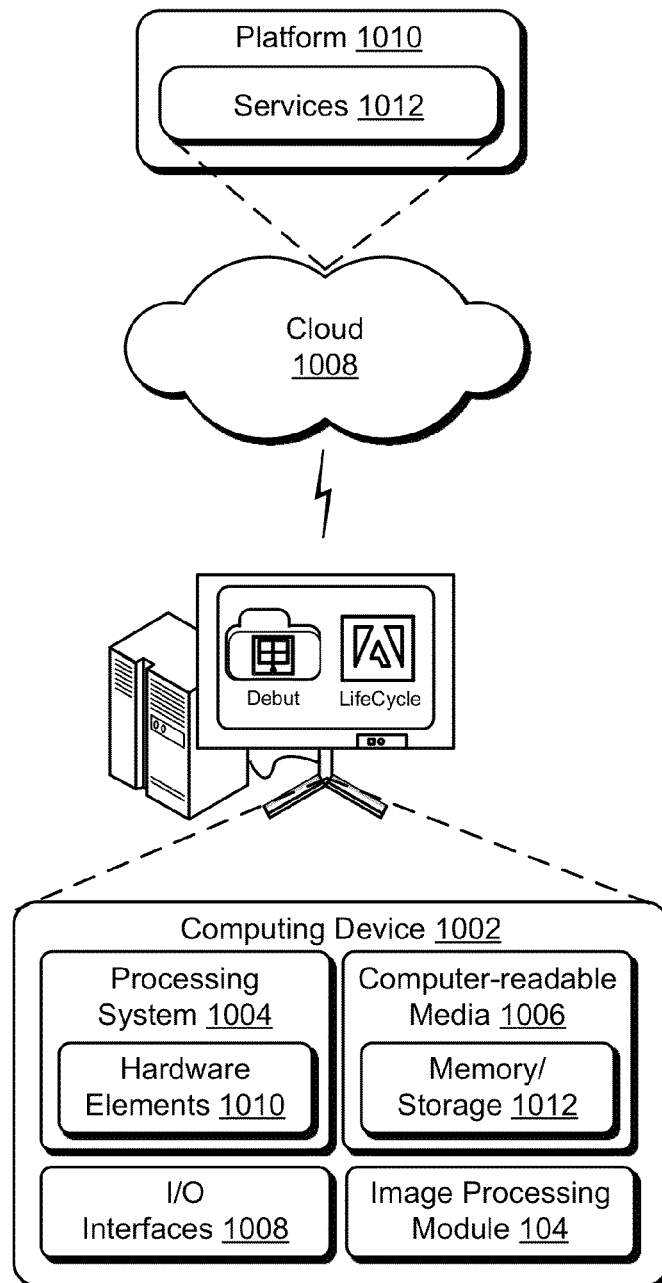 Platform 1010
Services 1012
Cloud
1008
Debut
LifeCycle
Computing Device 1002
Processing
System 1004
Hardware
Elements 1010
Computer-readable
Media 1006
Memory/
Storage 1012
I/O
Interfaces 1008
Image Processing
Module 104